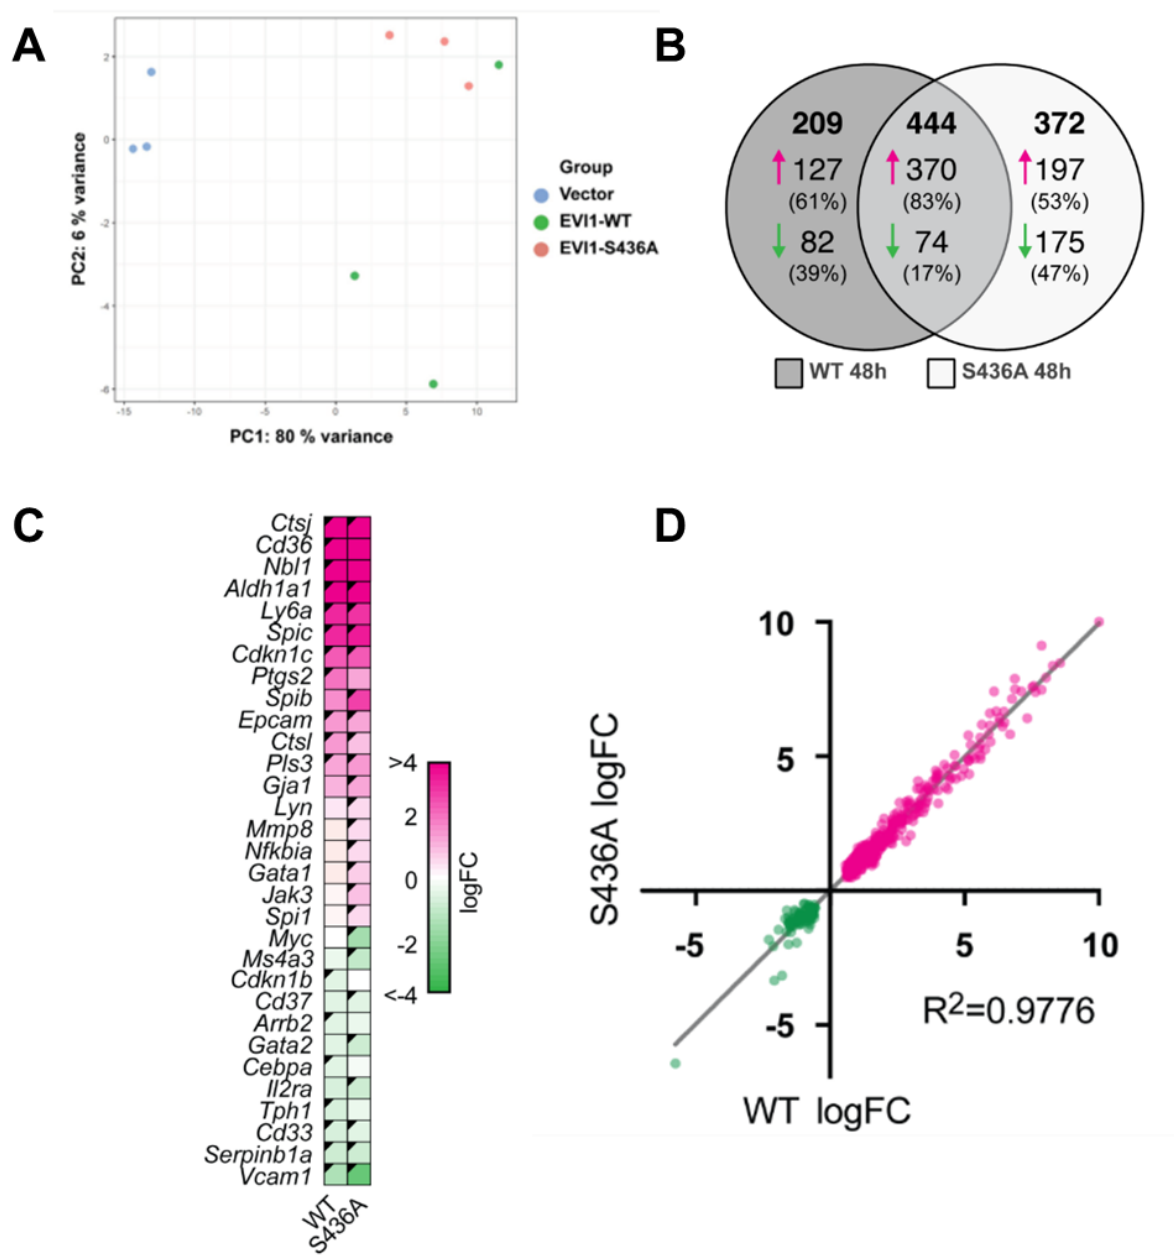 A
2
0
-2
-4
-6
-15
-10
-5
0
5
10
PC2: 6 % variance
PC1: 80 % variance
Group
Vector
EVI1-WT
EVI1-S436A
B
209
444
372
127
370
197
(61%)
(83%)
(53%)
82
74
175
(39%)
(17%)
(47%)
WT 48h
S436A 48h
C
Ctsj
Cd36
Nbl1
Aldh1a1
Ly6a
Spic
Cdkn1c
Ptgs2
Spib
Epcam
Ctsl
Pls3
Gja1
Lyn
Mmp8
Nfkbia
Gata1
Jak3
Spi1
Myc
Ms4a3
Cdkn1b
Cd37
Arrb2
Gata2
Cebpa
Il2ra
Tph1
Cd33
Serpinb1a
Vcam1
WT
S436A
>4
2
0
-2
<-4
logFC
D
10
5
-5
-5
5
10
S436A logFC
R2=0.9776
WT logFC